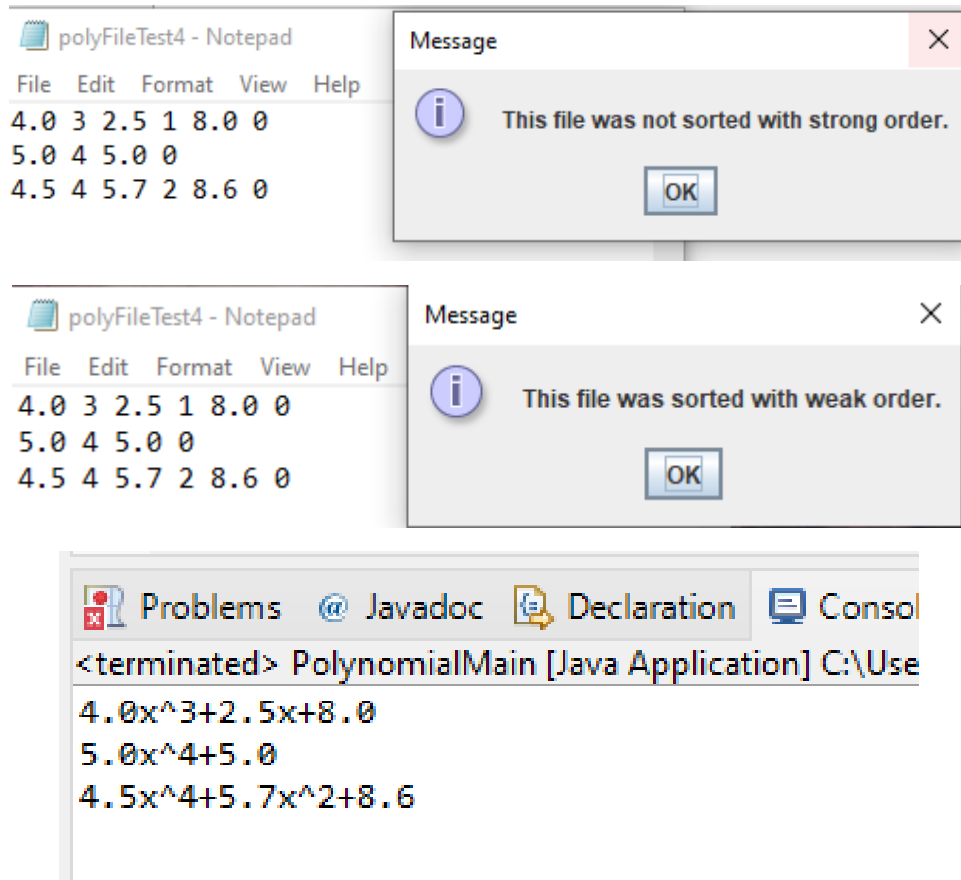 polyFileTest4 - Notepad
Message
File Edit Format View Help
4.0 3 2.5 1 8.0 0
5.0 4 5.0 0
4.5 4 5.7 2 8.6 0
This file was not sorted with strong order.
OK
polyFileTest4 - Notepad
Message
File Edit Format View Help
4.0 3 2.5 1 8.0 0
5.0 4 5.0 0
4.5 4 5.7 2 8.6 0
This file was sorted with weak order.
OK
Problems @ Javadoc Declaration Consol
<terminated> PolynomialMain [Java Application] C:\Use
4.0x^3+2.5x+8.0
5.0x^4+5.0
4.5x^4+5.7x^2+8.6